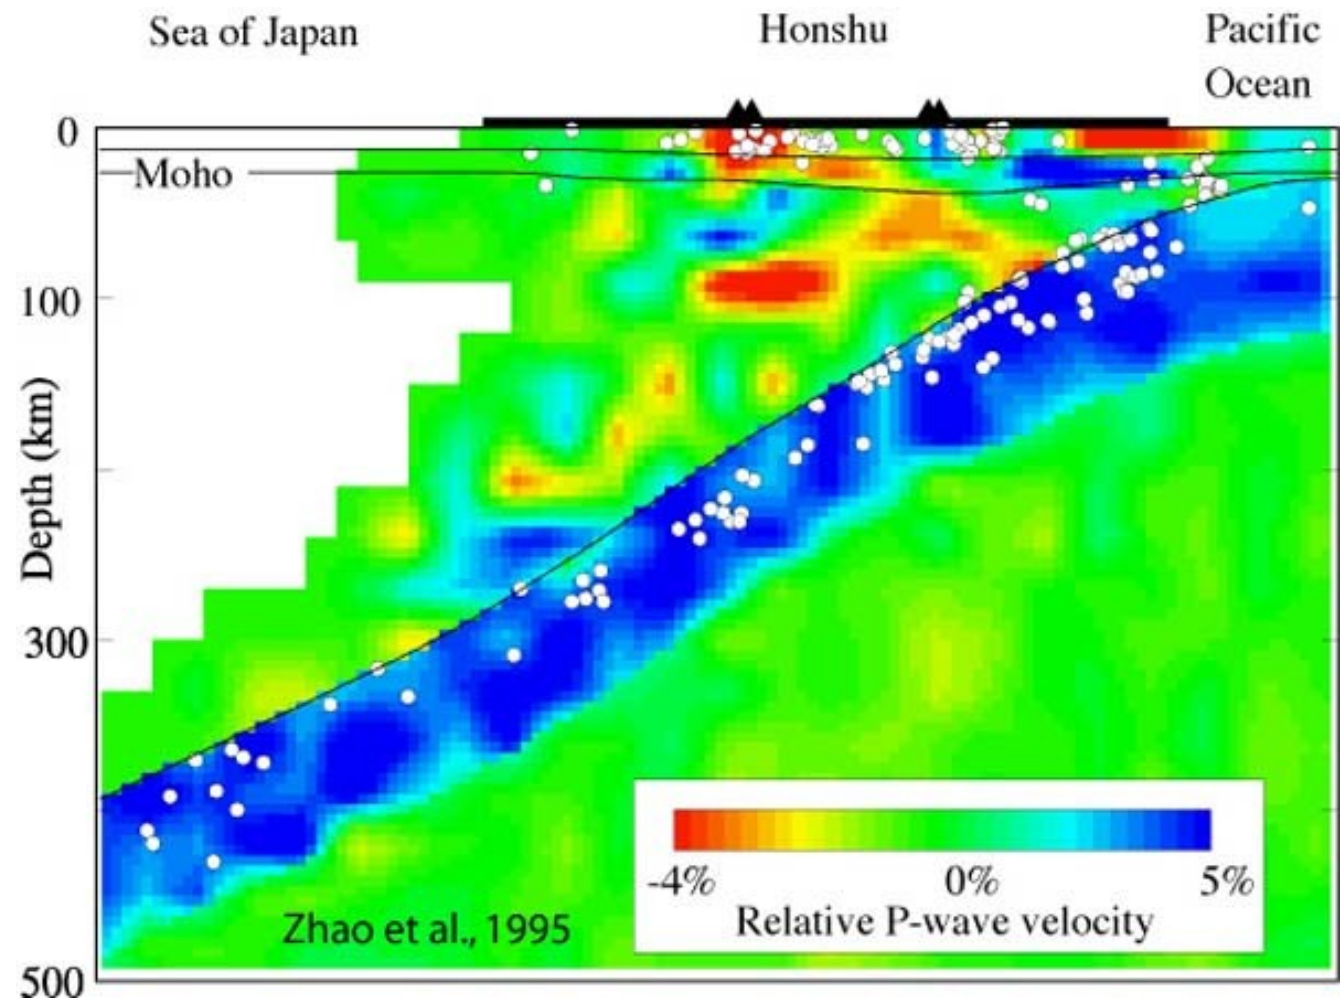 Sea of Japan
Honshu
Pacific
Ocean
0
Moho
100
Depth (km)
300
500
-4%
0%
5%
Relative P-wave velocity
Zhao et al., 1995